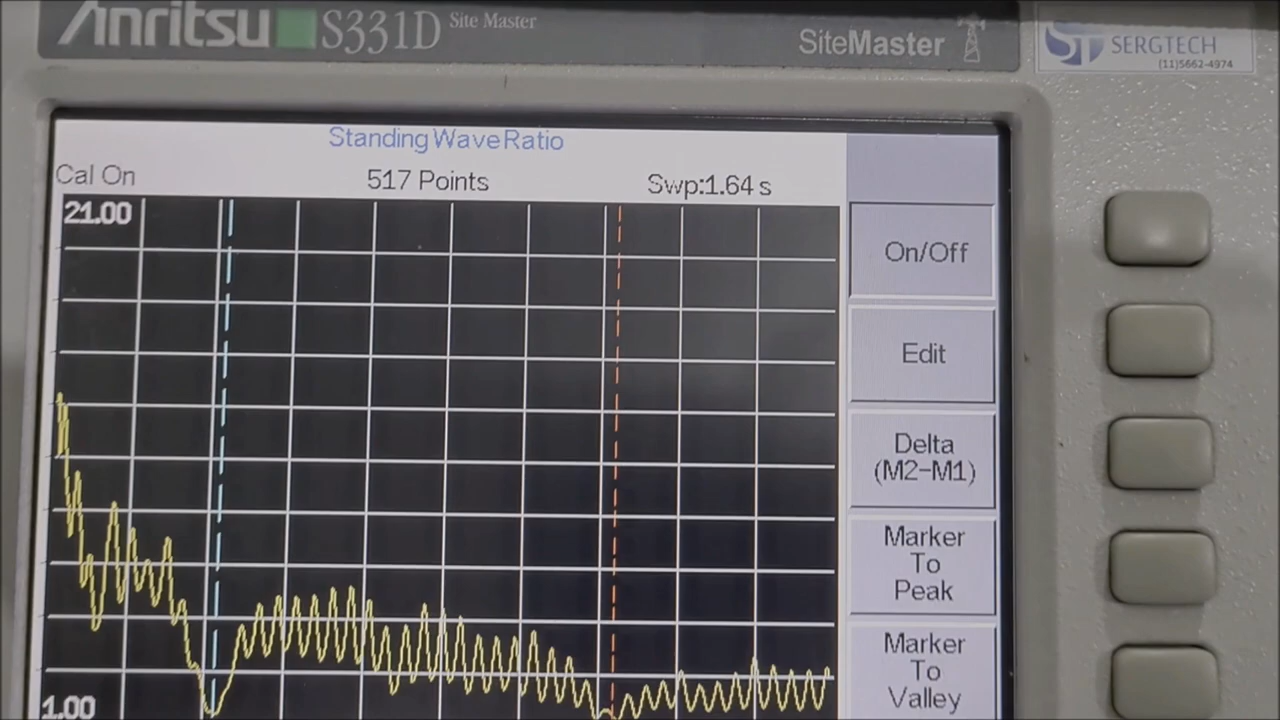 Anritsu S331D Site Master
SiteMaster
ST SERGTECH
(11)5662-4974
Standing Wave Ratio
Cal On
517 Points
Swp:1.64 s
21.00
On/Off
Edit
Delta
(M2-M1)
Marker
To
Peak
Marker
To
Valley
1.00